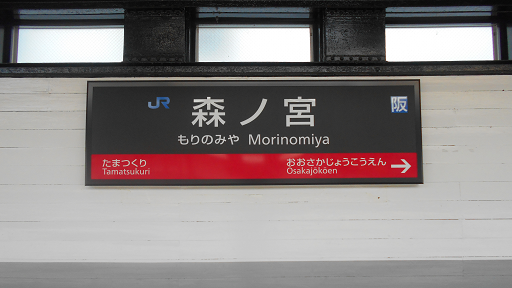 JR 森ノ宮 阪
もりのみや Morinomiya
たまつくり おおさかじょうこうえん
Tamatsukuri Osakajōkōen